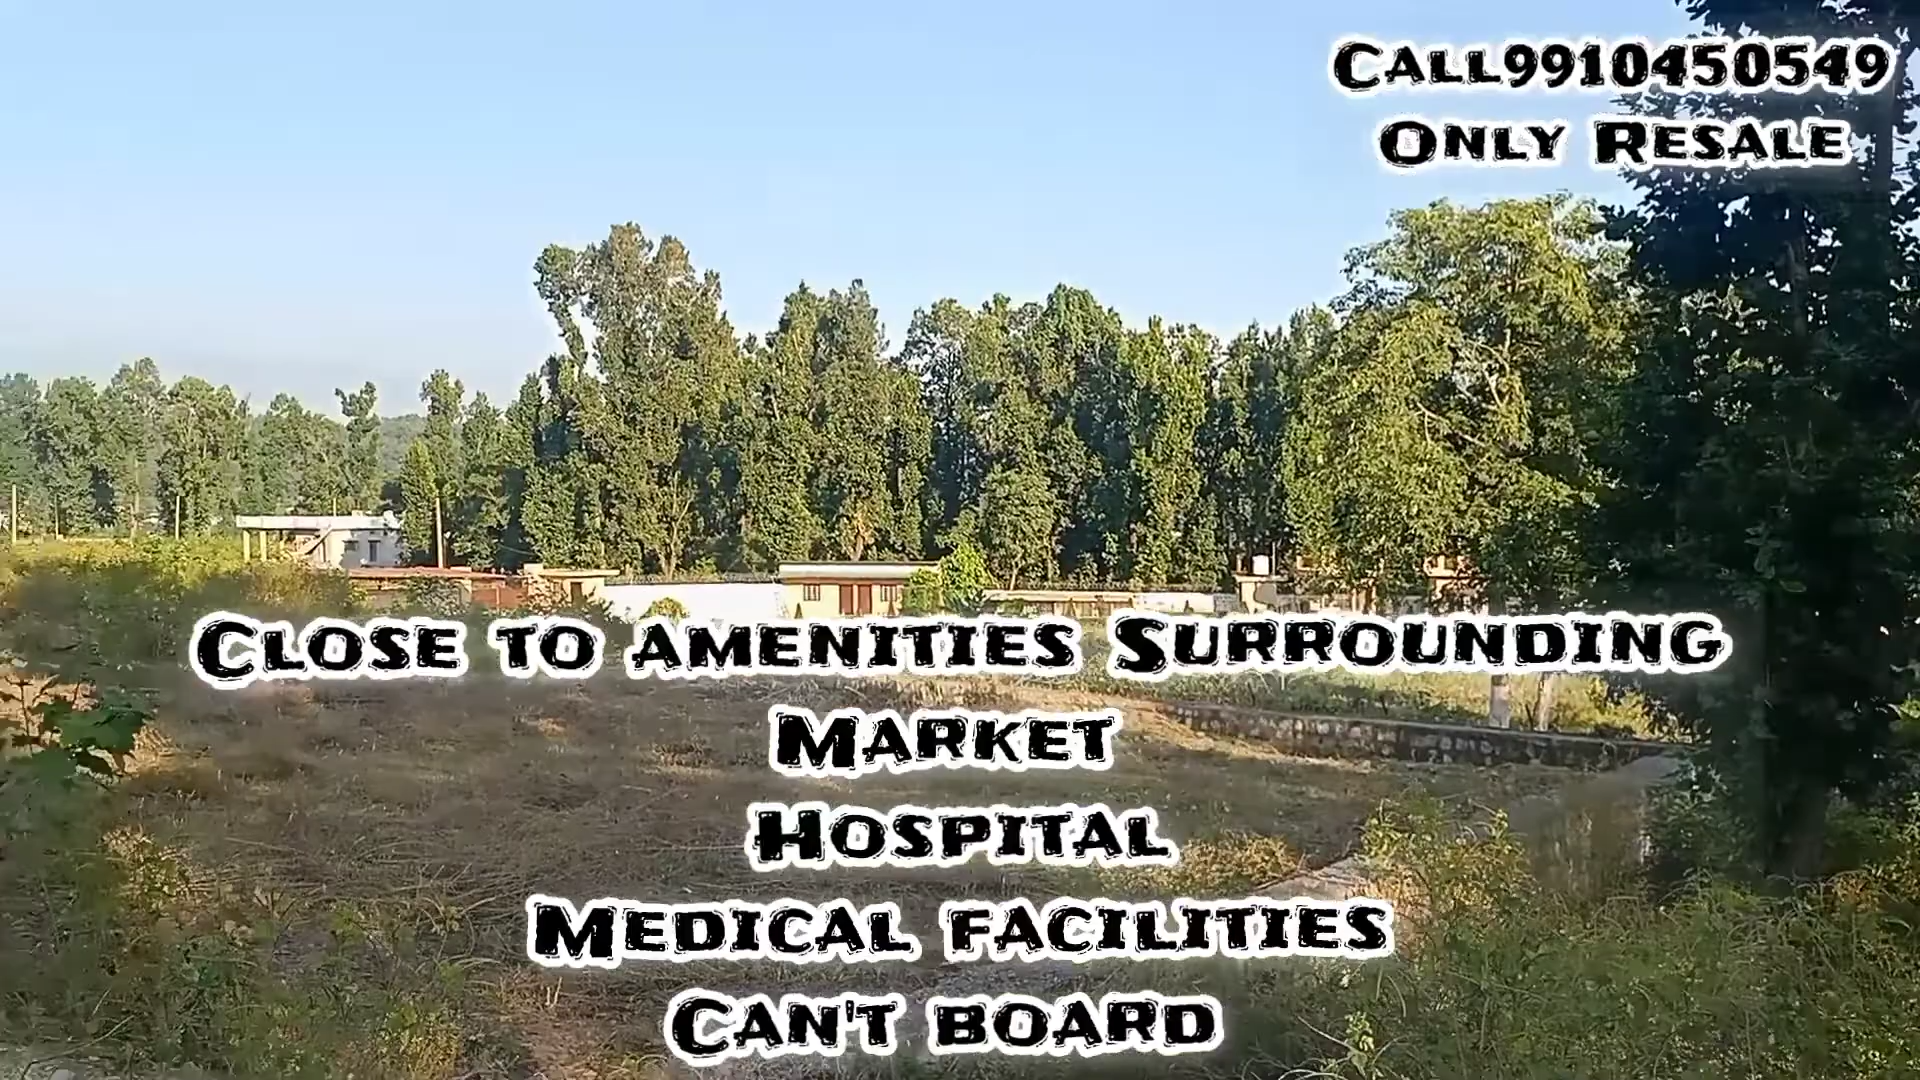 Call9910450549
Only Resale
Close to amenities Surrounding
Market
Hospital
Medical facilities
Can't board